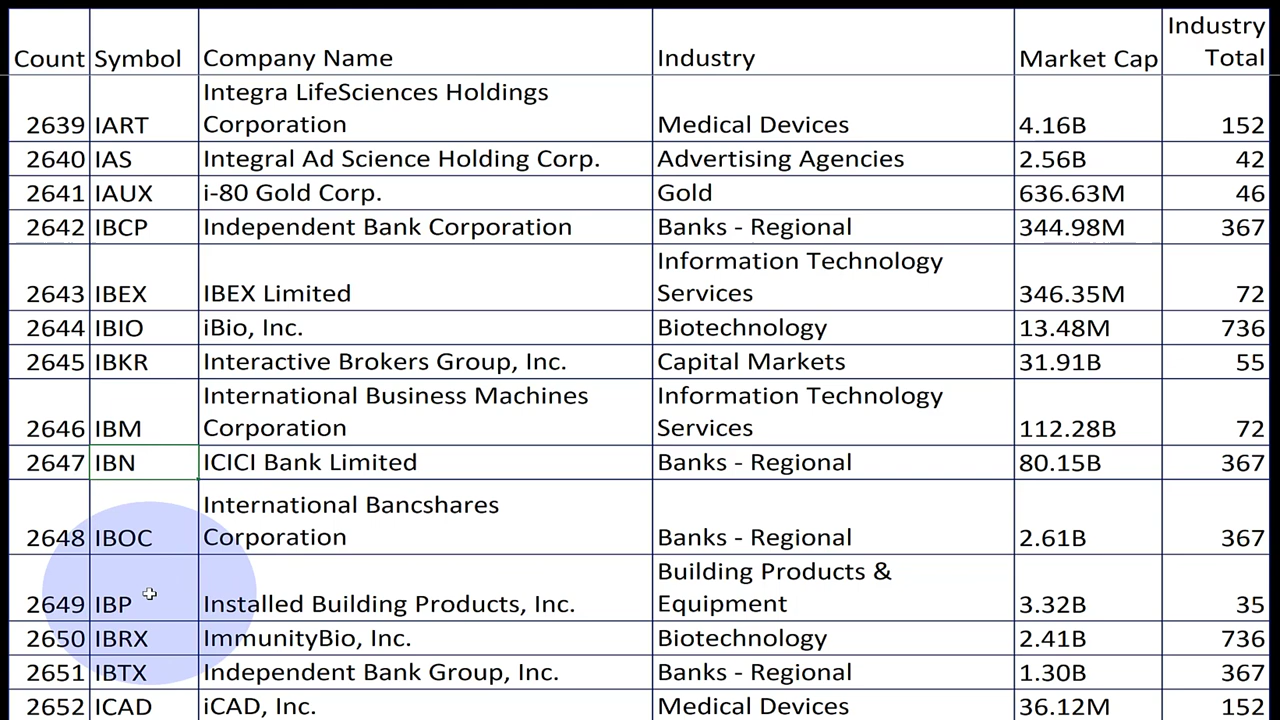 Count Symbol Company Name Industry Market Cap Industry Total
2639 IART Integra LifeSciences Holdings Corporation Medical Devices 4.16B 152
2640 IAS Integral Ad Science Holding Corp. Advertising Agencies 2.56B 42
2641 IAUX i-80 Gold Corp. Gold 636.63M 46
2642 IBCP Independent Bank Corporation Banks - Regional 344.98M 367
2643 IBEX IBEX Limited Information Technology Services 346.35M 72
2644 IBIO iBio, Inc. Biotechnology 13.48M 736
2645 IBKR Interactive Brokers Group, Inc. Capital Markets 31.91B 55
2646 IBM International Business Machines Corporation Information Technology Services 112.28B 72
2647 IBN ICICI Bank Limited Banks - Regional 80.15B 367
2648 IBOC International Bancshares Corporation Banks - Regional 2.61B 367
2649 IBP Installed Building Products, Inc. Building Products & Equipment 3.32B 35
2650 IBRX ImmunityBio, Inc. Biotechnology 2.41B 736
2651 IBTX Independent Bank Group, Inc. Banks - Regional 1.30B 367
2652 ICAD iCAD, Inc. Medical Devices 36.12M 152